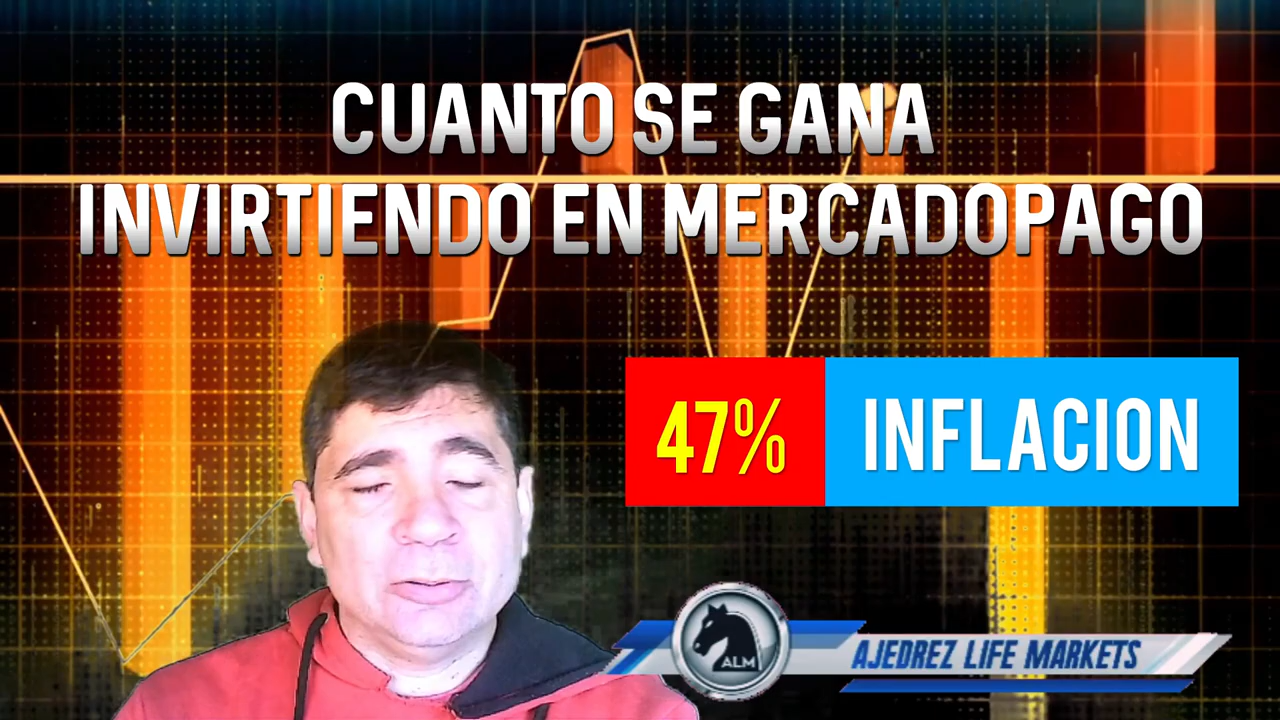 CUANTO SE GANA
INVIRTIENDO EN MERCADOPAGO
47% INFLACION
ALM
AJEDREZ LIFE MARKETS